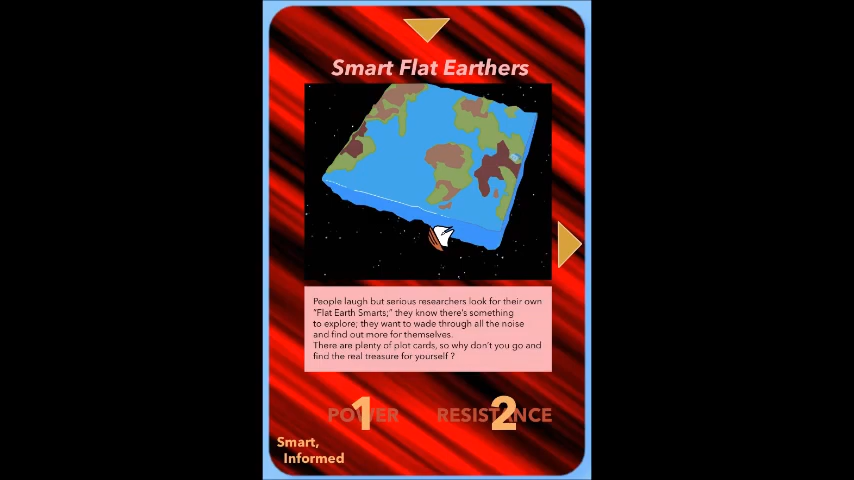 Smart Flat Earthers
People laugh but serious researchers look for their own
"Flat Earth Smarts;" they know there's something
to explore; they want to wade through all the noise
and find out more for themselves.
There are plenty of plot cards, so why don't you go and
find the real treasure for yourself ?
POWER 1 RESISTANCE 2
Smart,
Informed